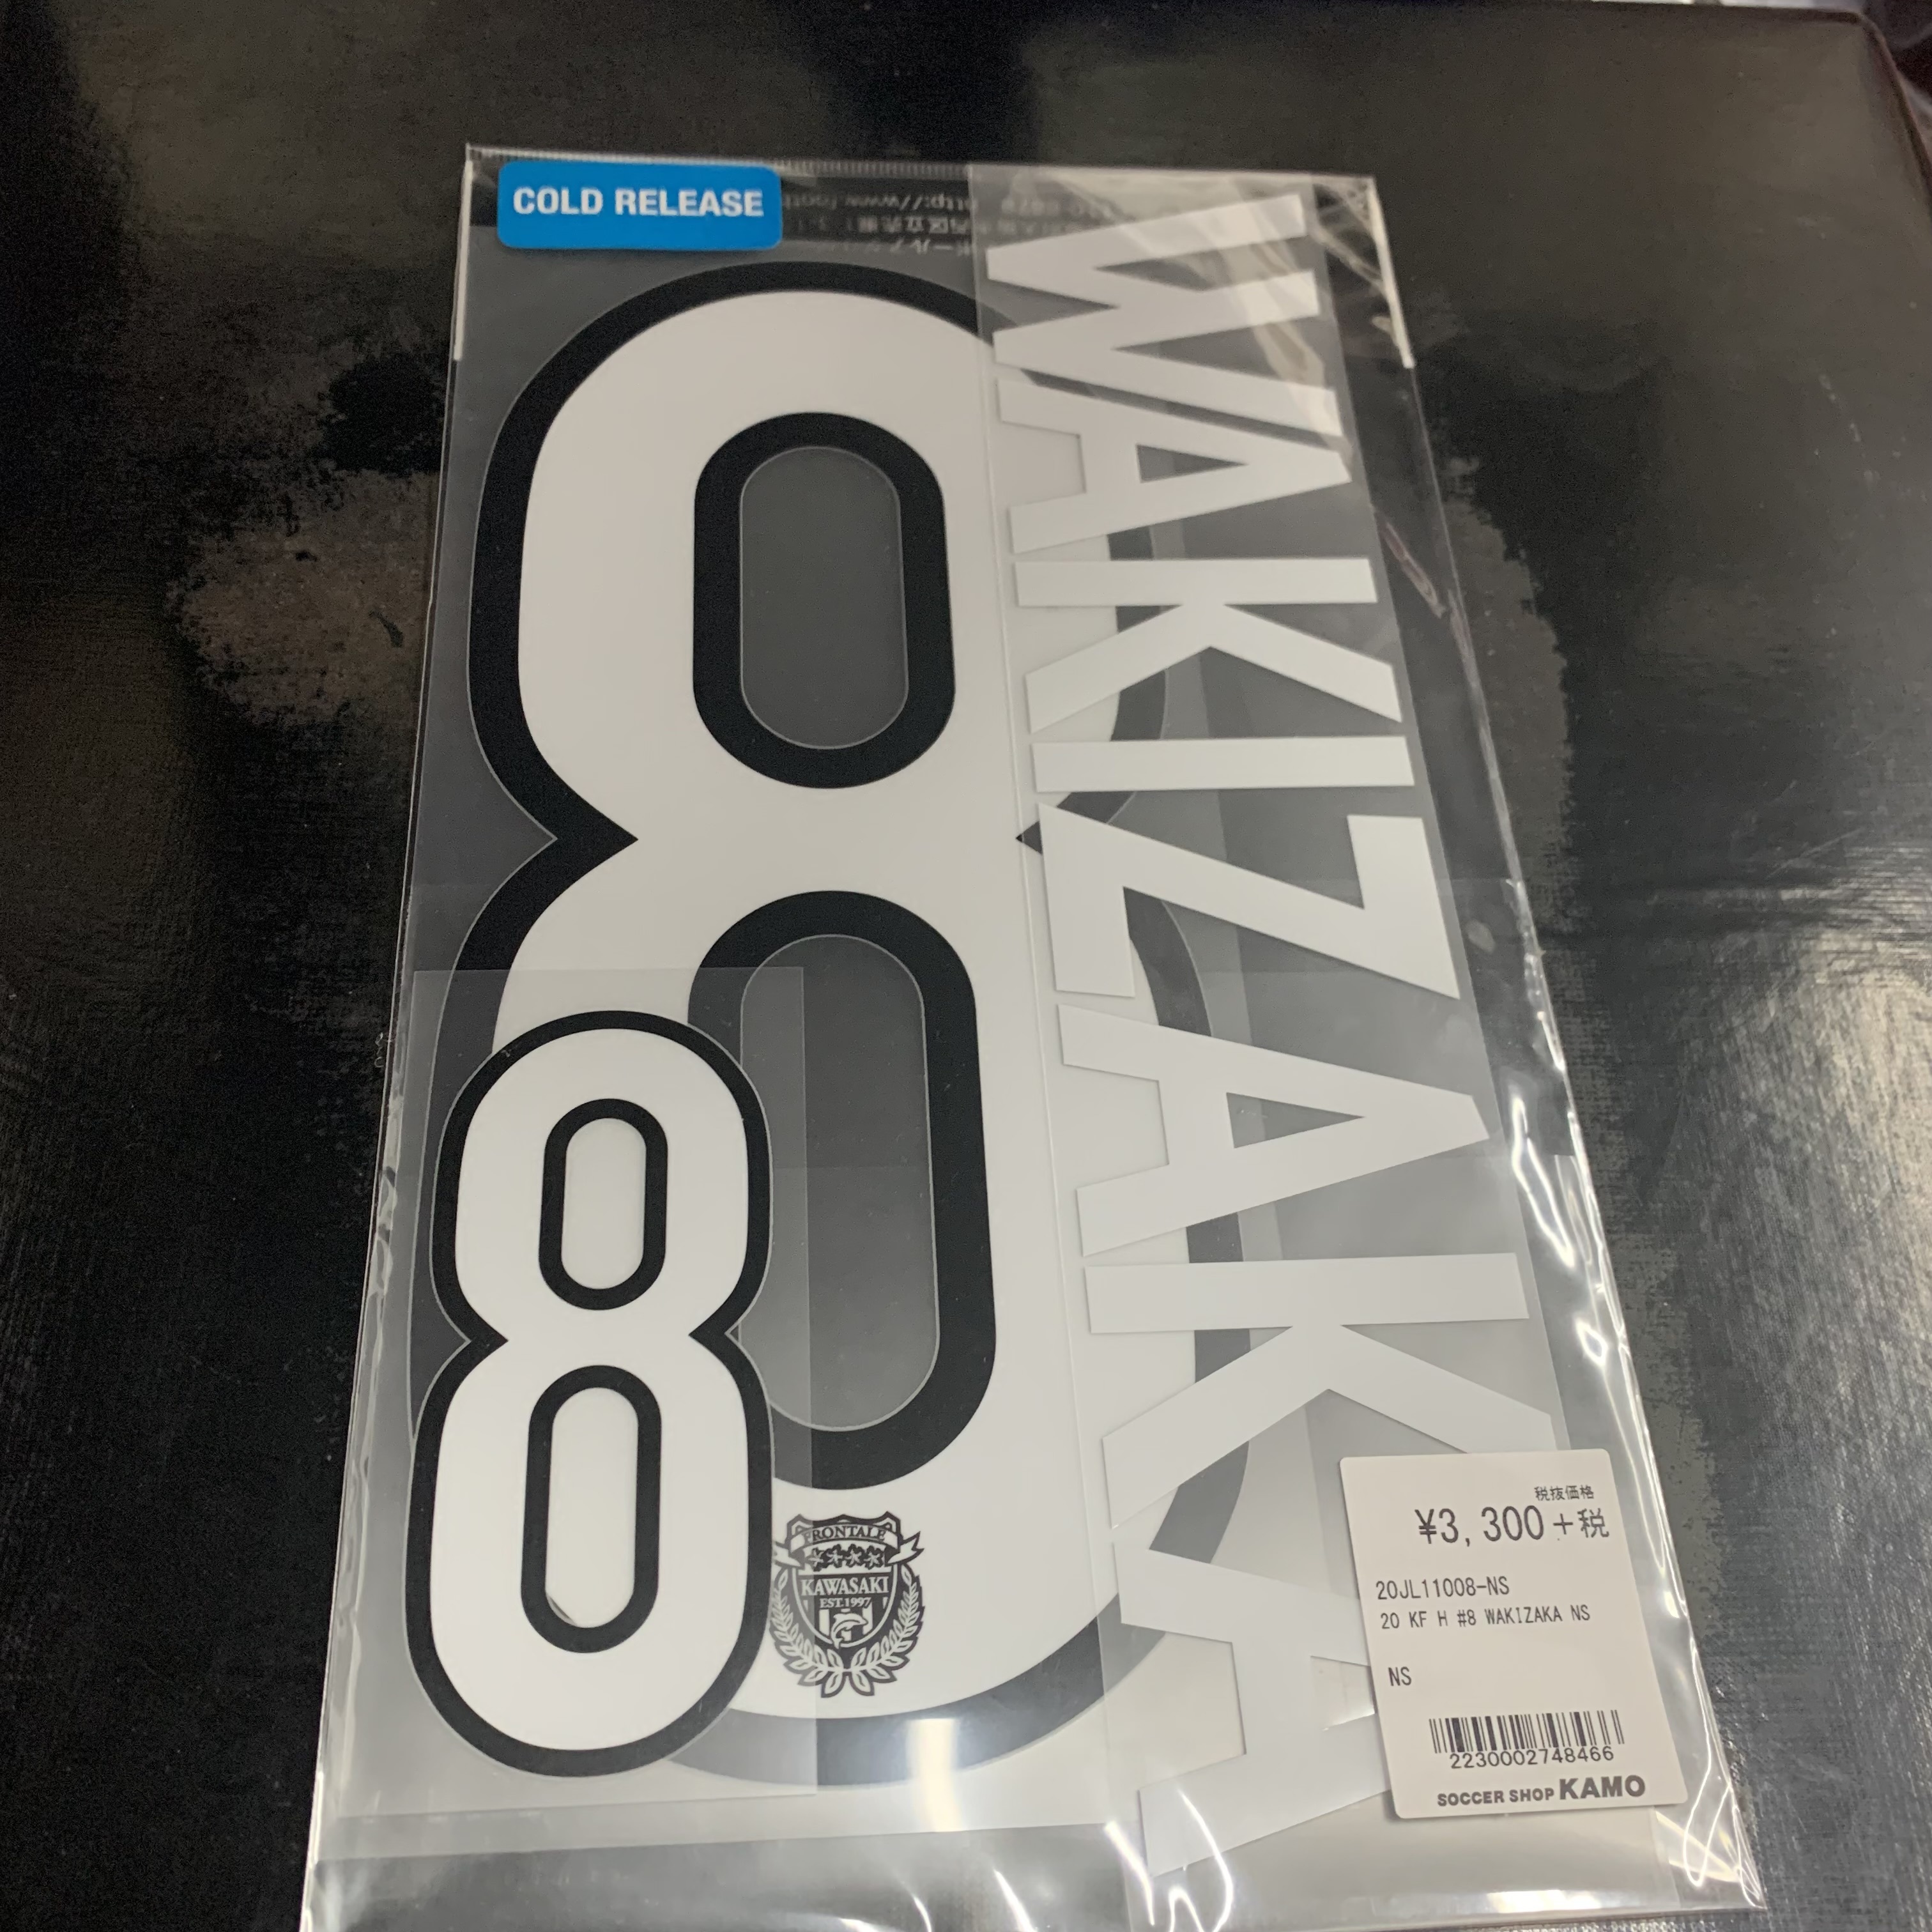 COLD RELEASE
WAKIZAKA
8
8
FRONTALE
KAWASAKI
EST.1997
税抜価格
¥3,300+税
20JL11008-NS
20 KF H #8 WAKIZAKA NS
NS
2230002748466
SOCCER SHOP KAMO